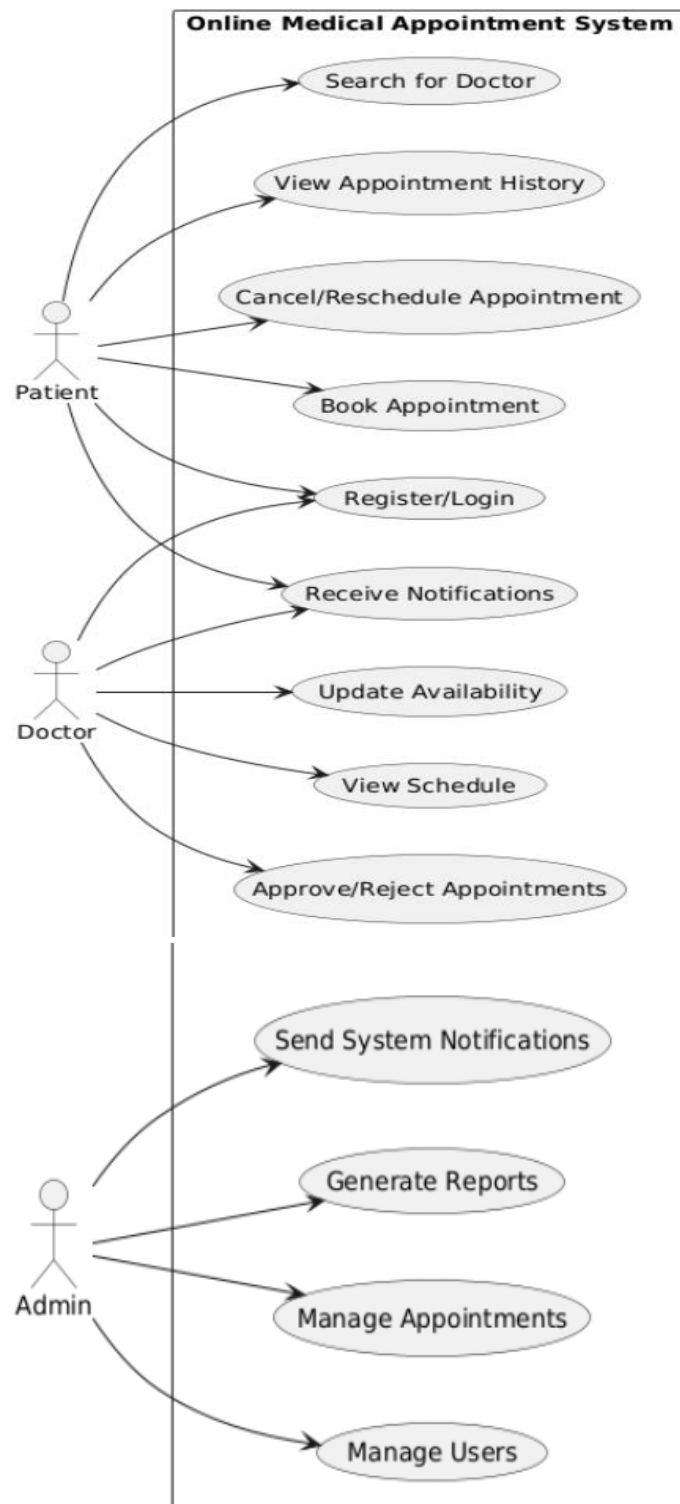 Online Medical Appointment System
Search for Doctor
View Appointment History
Cancel/Reschedule Appointment
Patient
Book Appointment
Register/Login
Receive Notifications
Update Availability
Doctor
View Schedule
Approve/Reject Appointments
Send System Notifications
Generate Reports
Admin
Manage Appointments
Manage Users